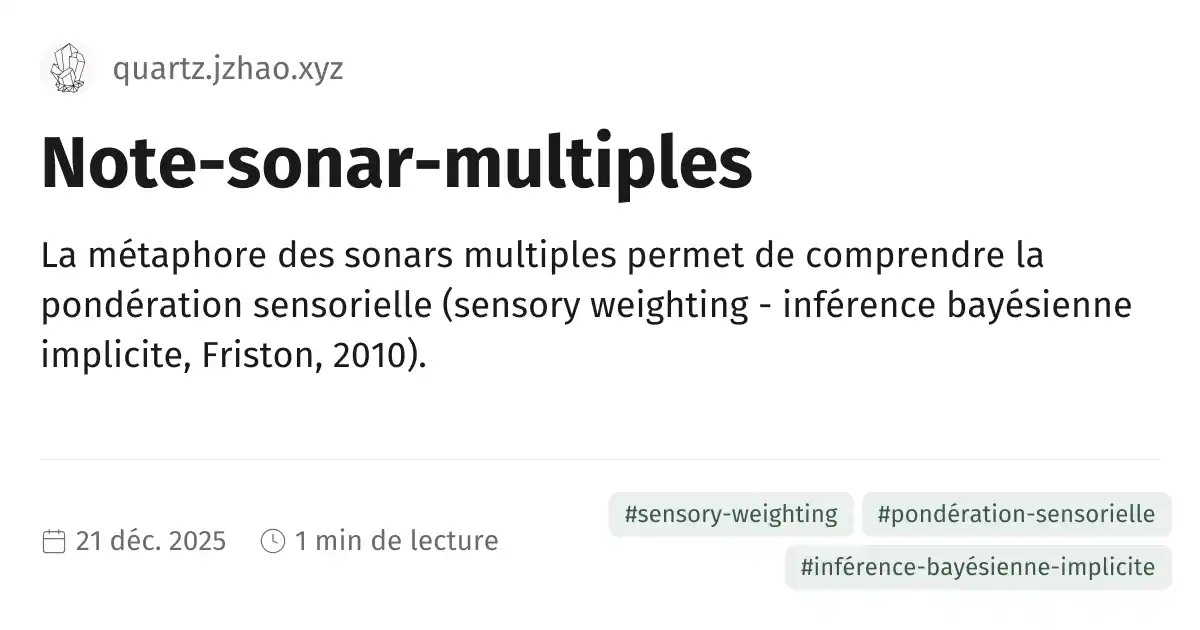 quartz.jzhao.xyz
Note-sonar-multiples
La métaphore des sonars multiples permet de comprendre la
pondération sensorielle (sensory weighting - inférence bayésienne
implicite, Friston, 2010).
21 déc. 2025
1 min de lecture
#sensory-weighting
#pondération-sensorielle
#inférence-bayésienne-implicite